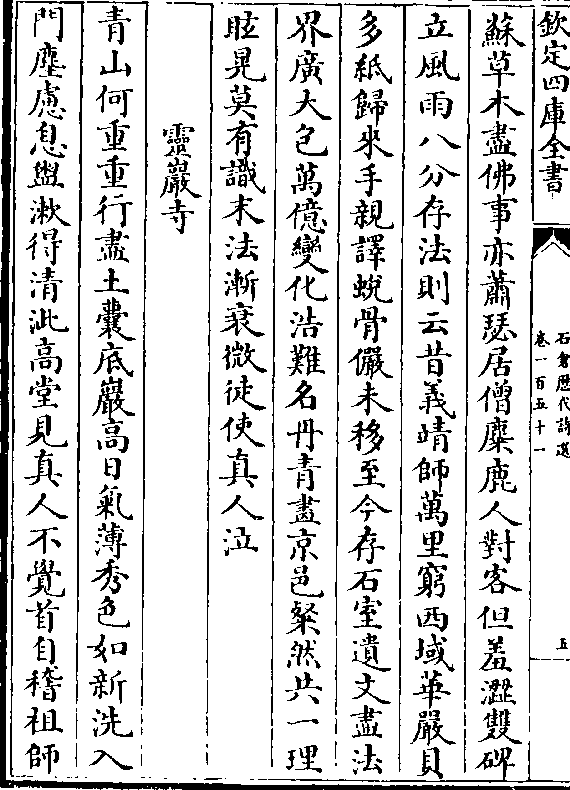 欽定四庫全書
石倉歴代詩選
卷一百五十一
五
蘇草木盡佛事亦蕭瑟居僧麋鹿人對客但羞澀雙碑
立風雨八分存法則云昔義靖師萬里窮西域華嚴貝
多紙歸來手親譯蛻骨儼未移至今存石室遺文盡法
界廣大包萬億變化浩難名丹青畫京邑粲然共一理
眩晃莫有識末法漸衰微徒使真人泣
靈巖寺
青山何重重行盡土囊底巖高日氣薄秀色如新洗入
門塵慮息盥漱得清泚高堂見真人不覺首自稽祖師